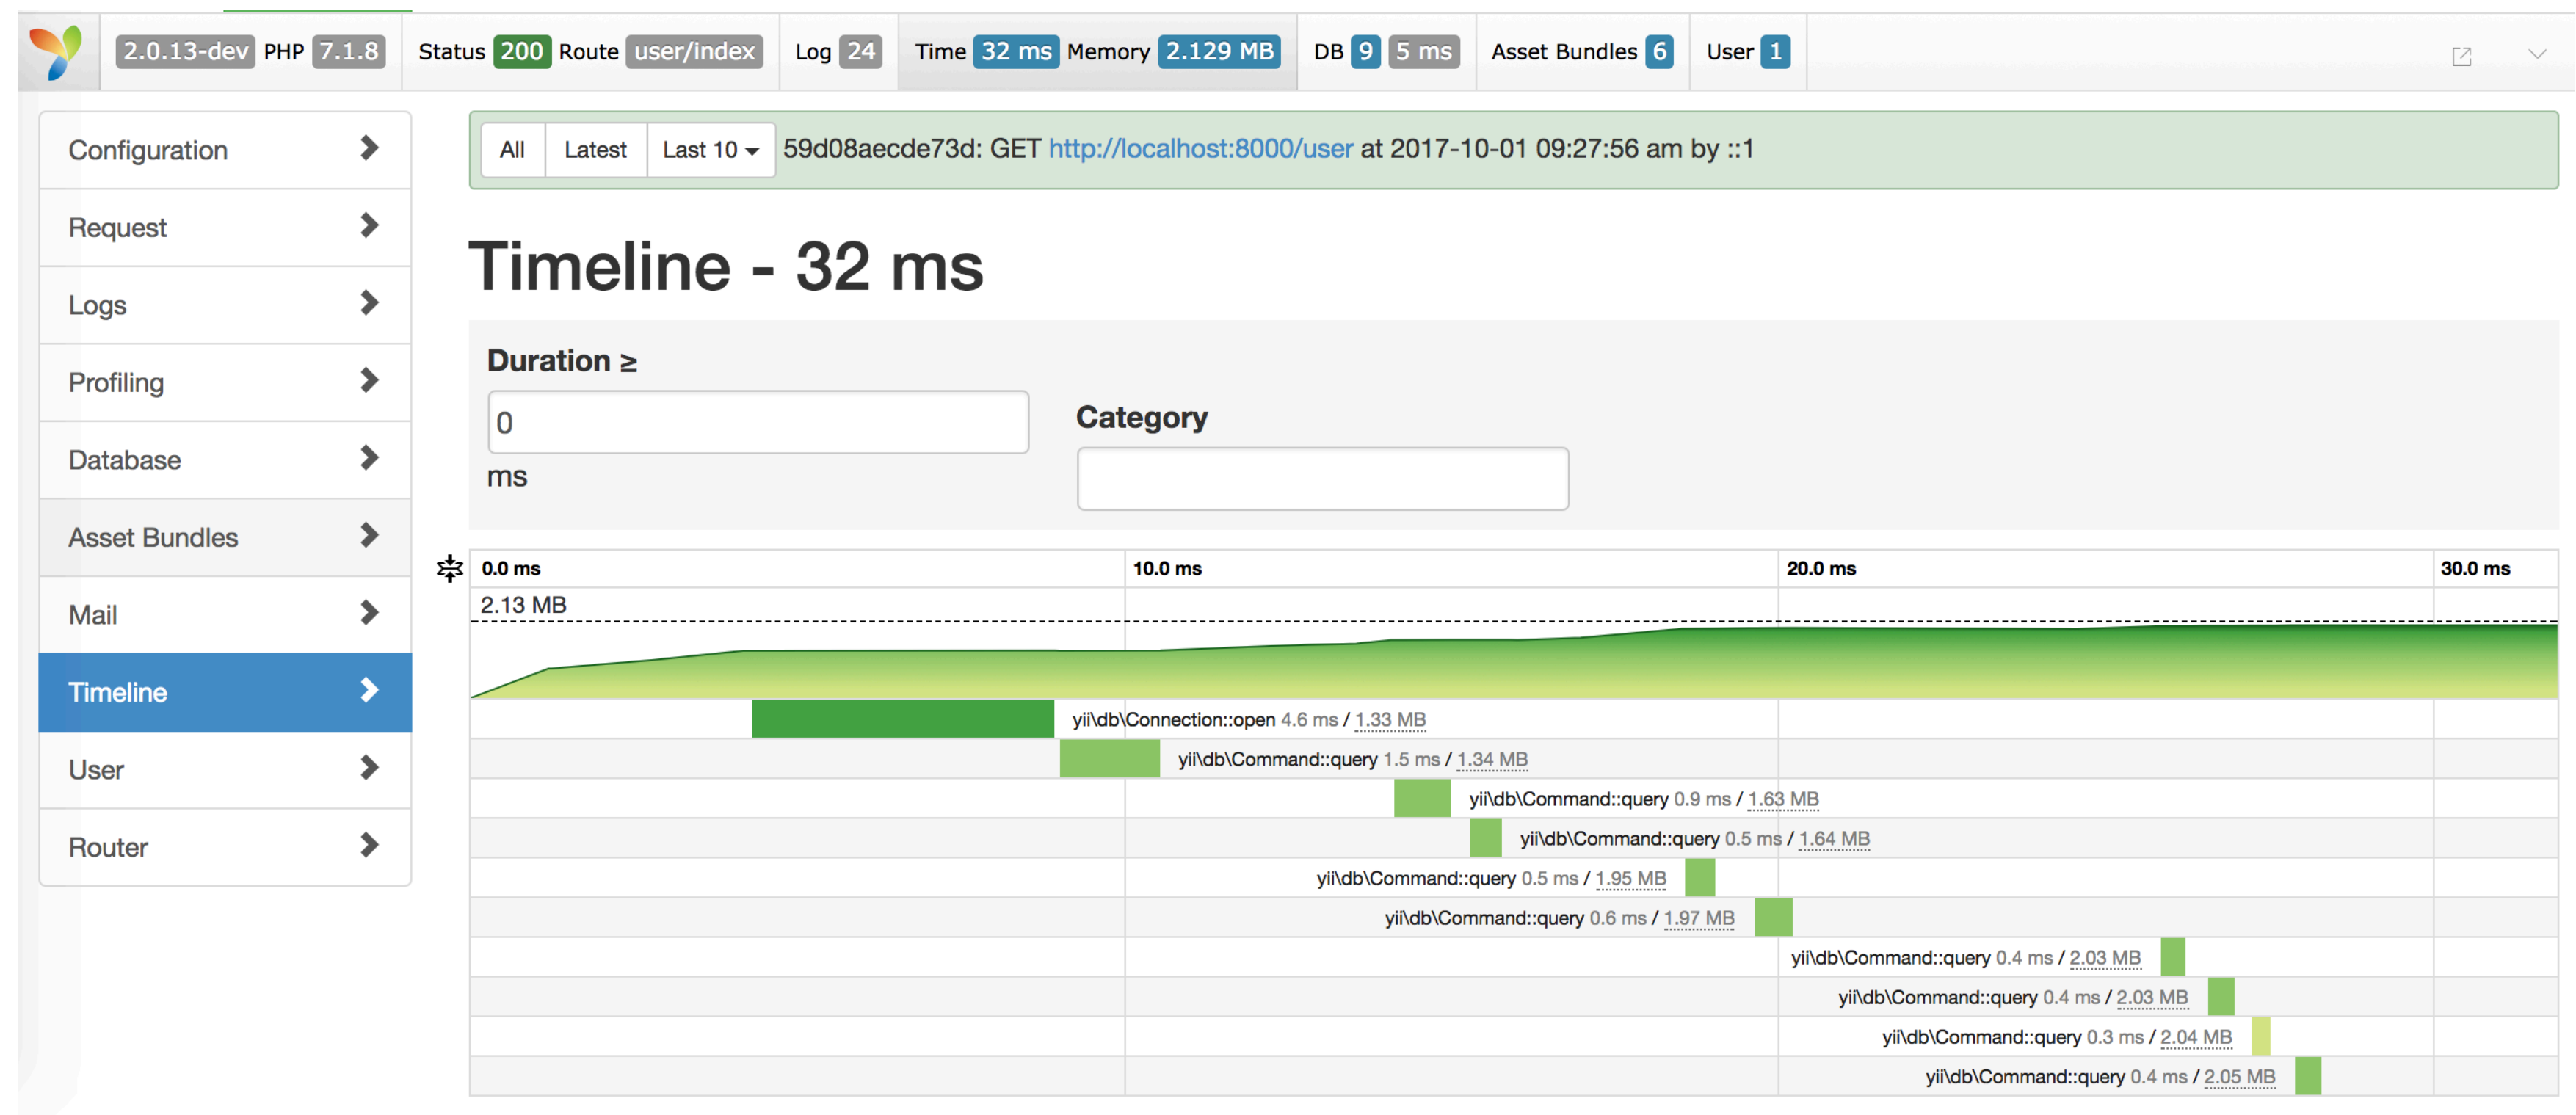 2.0.13-dev PHP 7.1.8 Status 200 Route user/index Log 24 Time 32 ms Memory 2.129 MB DB 9 5 ms Asset Bundles 6 User 1
Configuration
Request
Logs
Profiling
Database
Asset Bundles
Mail
Timeline
User
Router
All Latest Last 10 59d08aecde73d: GET http://localhost:8000/user at 2017-10-01 09:27:56 am by ::1
Timeline - 32 ms
Duration ≥
0
ms
Category
0.0 ms 10.0 ms 20.0 ms 30.0 ms
2.13 MB
yii\db\Connection::open 4.6 ms / 1.33 MB
yii\db\Command::query 1.5 ms / 1.34 MB
yii\db\Command::query 0.9 ms / 1.63 MB
yii\db\Command::query 0.5 ms / 1.64 MB
yii\db\Command::query 0.5 ms / 1.95 MB
yii\db\Command::query 0.6 ms / 1.97 MB
yii\db\Command::query 0.4 ms / 2.03 MB
yii\db\Command::query 0.4 ms / 2.03 MB
yii\db\Command::query 0.3 ms / 2.04 MB
yii\db\Command::query 0.4 ms / 2.05 MB